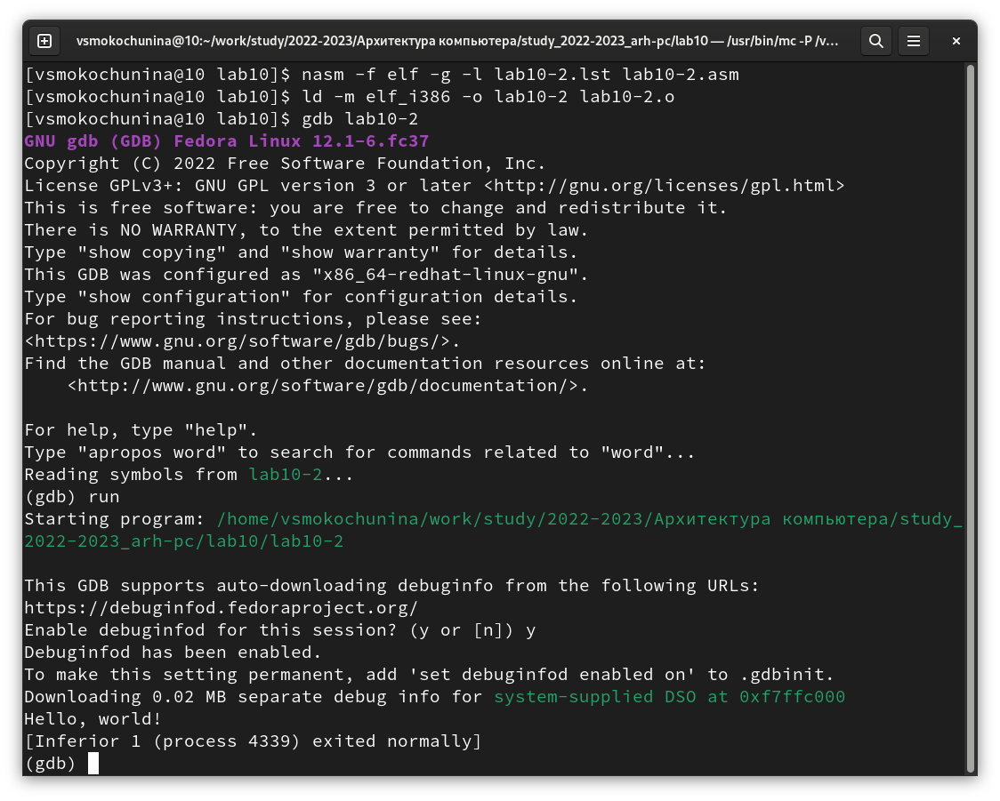 vsmokochunina@10:~/work/study/2022-2023/Архитектура компьютера/study_2022-2023_arh-pc/lab10 — /usr/bin/mc -P /v...
[vsmokochunina@10 lab10]$ nasm -f elf -g -l lab10-2.lst lab10-2.asm
[vsmokochunina@10 lab10]$ ld -m elf_i386 -o lab10-2 lab10-2.o
[vsmokochunina@10 lab10]$ gdb lab10-2
GNU gdb (GDB) Fedora Linux 12.1-6.fc37
Copyright (C) 2022 Free Software Foundation, Inc.
License GPLv3+: GNU GPL version 3 or later <http://gnu.org/licenses/gpl.html>
This is free software: you are free to change and redistribute it.
There is NO WARRANTY, to the extent permitted by law.
Type "show copying" and "show warranty" for details.
This GDB was configured as "x86_64-redhat-linux-gnu".
Type "show configuration" for configuration details.
For bug reporting instructions, please see:
<https://www.gnu.org/software/gdb/bugs/>.
Find the GDB manual and other documentation resources online at:
    <http://www.gnu.org/software/gdb/documentation/>.

For help, type "help".
Type "apropos word" to search for commands related to "word"...
Reading symbols from lab10-2...
(gdb) run
Starting program: /home/vsmokochunina/work/study/2022-2023/Архитектура компьютера/study_
2022-2023_arh-pc/lab10/lab10-2

This GDB supports auto-downloading debuginfo from the following URLs:
https://debuginfod.fedoraproject.org/
Enable debuginfod for this session? (y or [n]) y
Debuginfod has been enabled.
To make this setting permanent, add 'set debuginfod enabled on' to .gdbinit.
Downloading 0.02 MB separate debug info for system-supplied DSO at 0xf7ffc000
Hello, world!
[Inferior 1 (process 4339) exited normally]
(gdb)